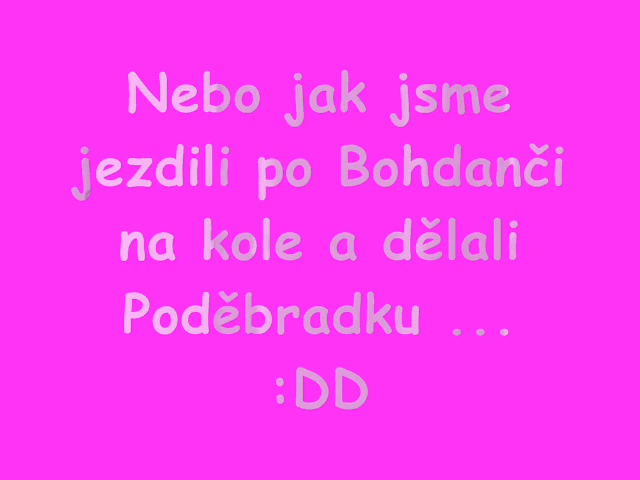 Nebo jak jsme
jezdili po Bohdanči
na kole a dělali
Poděbradku ...
:DD